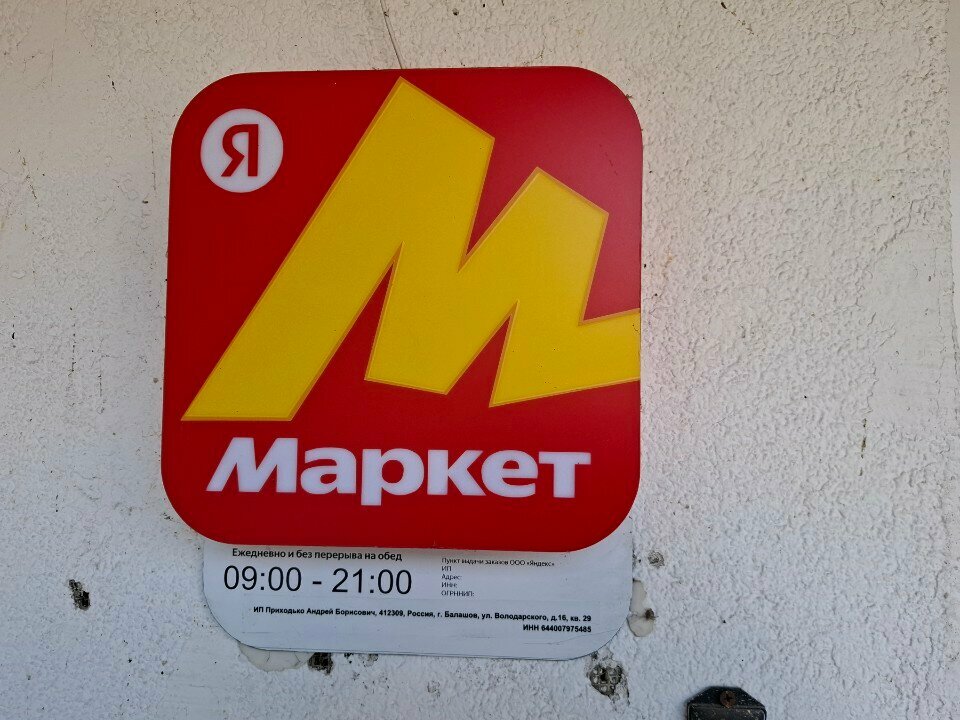 Я
Маркет
Ежедневно и без перерыва на обед
09:00 - 21:00
Пункт выдачи заказов ООО «Яндекс»
ИП
Адрес:
ИНН:
ОГРНИП:
ИП Приходько Андрей Борисович, 412309, Россия, г. Балашов, ул. Володарского, д.16, кв. 29
ИНН 644007975485